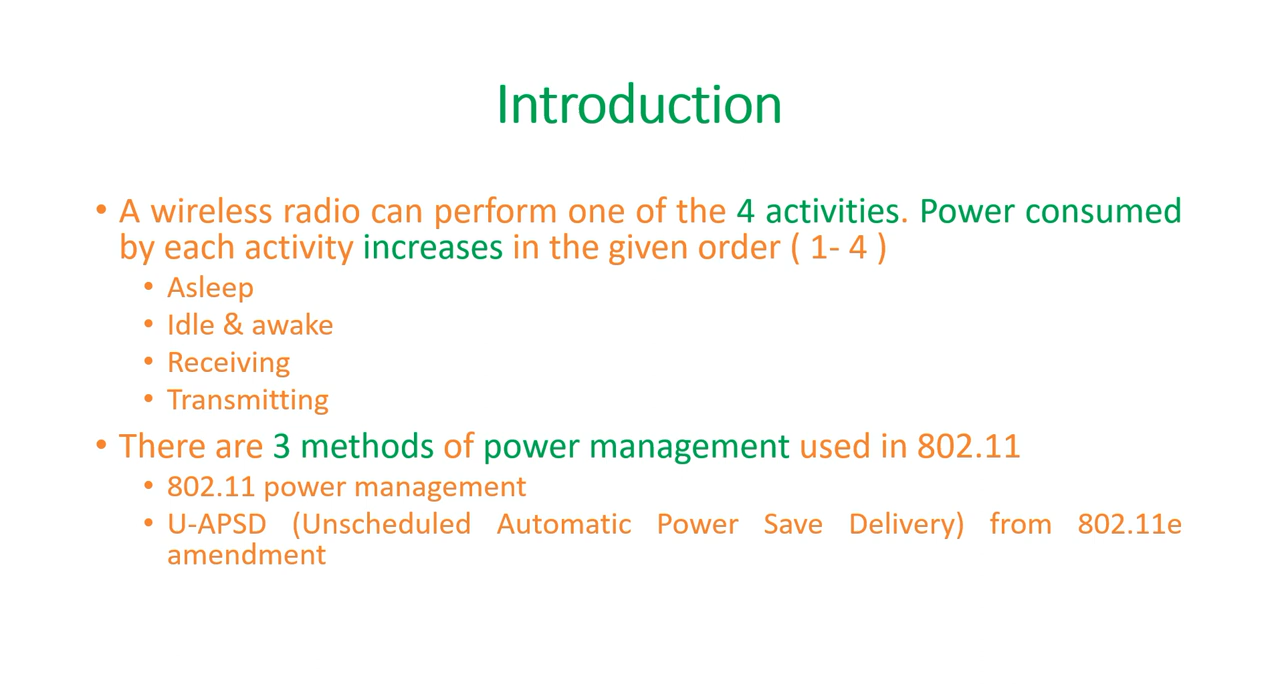 Introduction
• A wireless radio can perform one of the 4 activities. Power consumed
by each activity increases in the given order ( 1- 4 )
• Asleep
• Idle & awake
• Receiving
• Transmitting
• There are 3 methods of power management used in 802.11
• 802.11 power management
• U-APSD (Unscheduled Automatic Power Save Delivery) from 802.11e
amendment